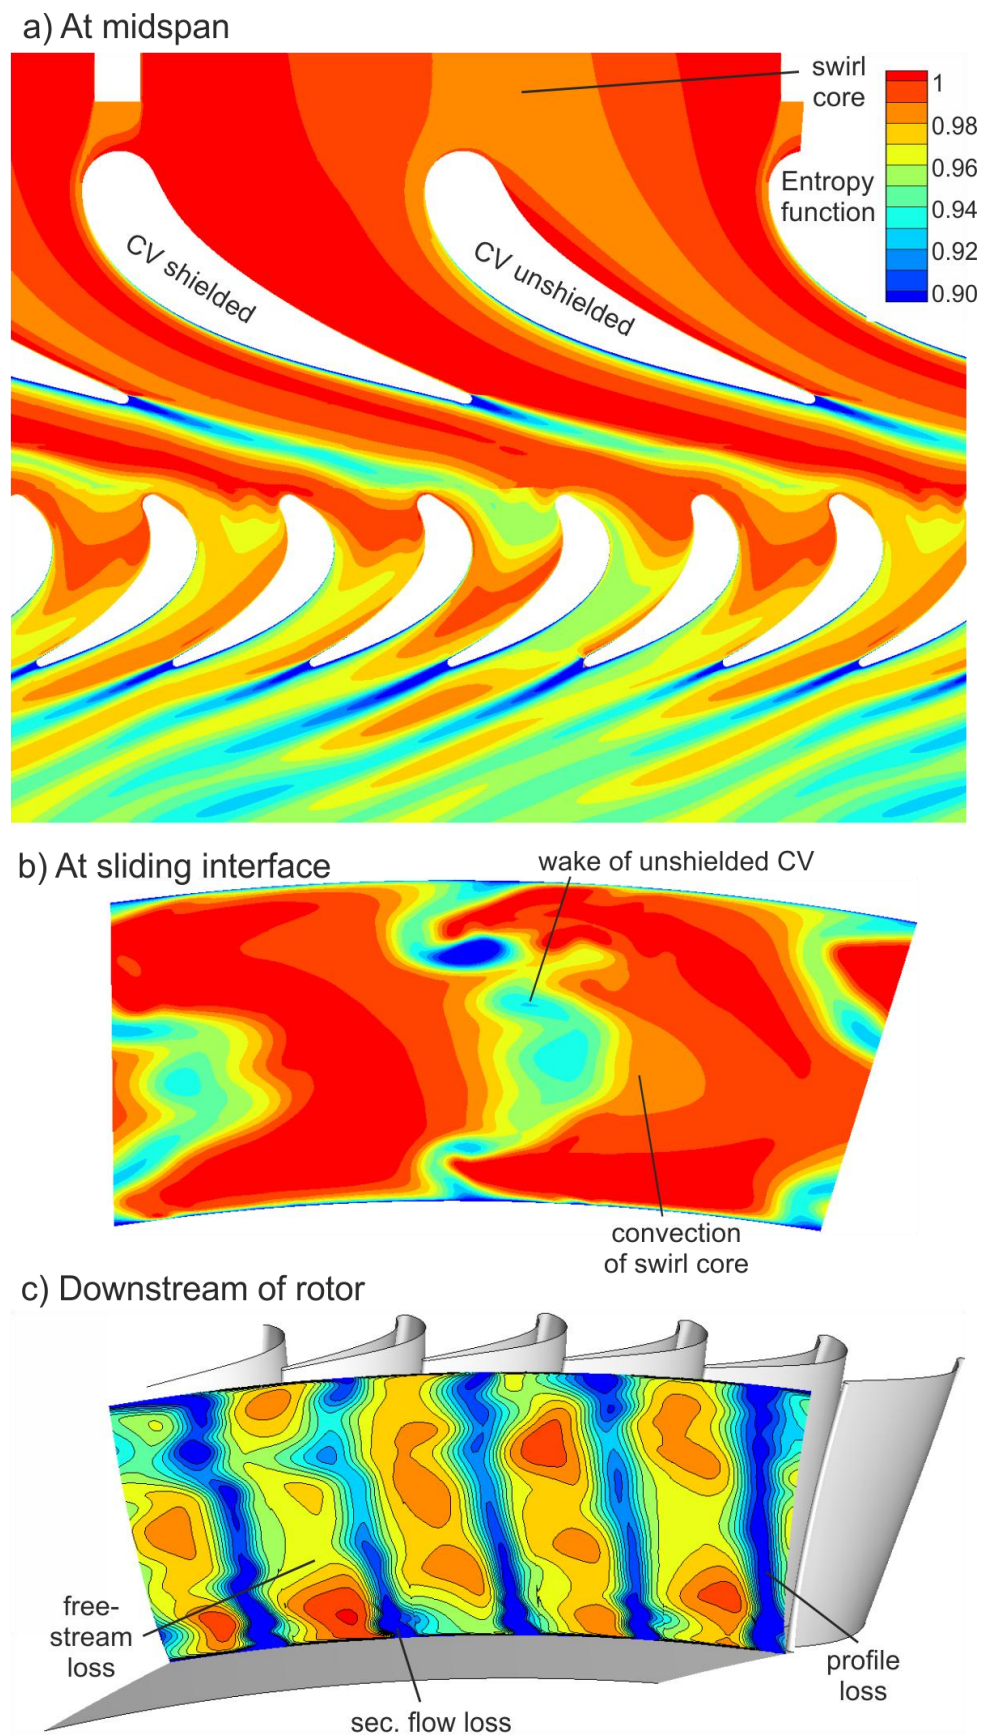 a) At midspan
swirl
core
1
0.98
0.96
0.94
0.92
0.90
Entropy
function
CV shielded
CV unshielded
b) At sliding interface
wake of unshielded CV
convection
of swirl core
c) Downstream of rotor
free-
stream
loss
sec. flow loss
profile
loss